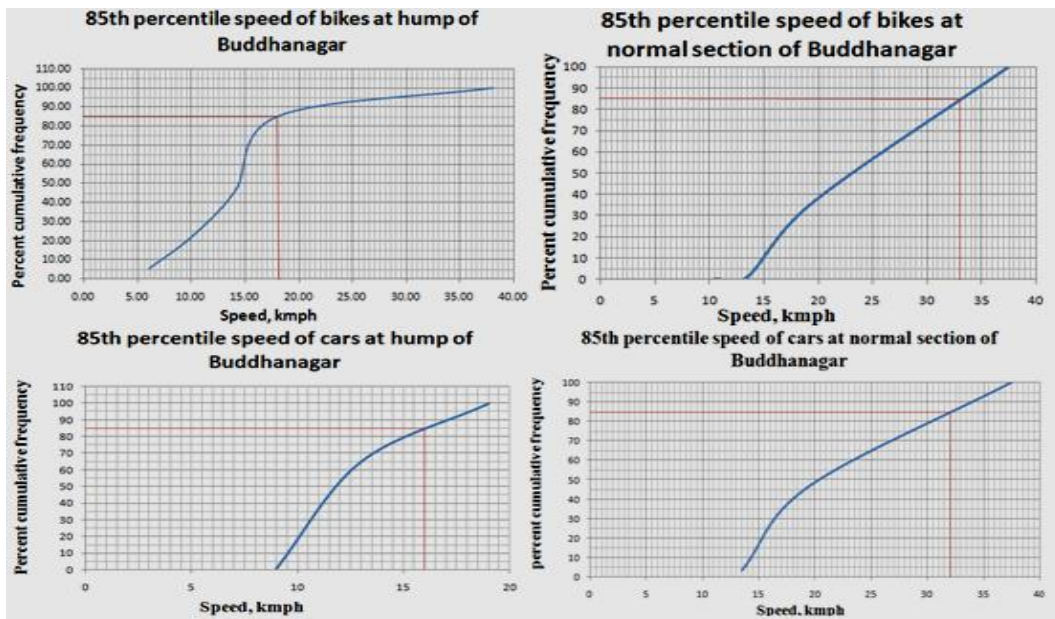 85th percentile speed of bikes at hump of
Buddhanagar
Percent cumulative frequency
110.00
100.00
90.00
80.00
70.00
60.00
50.00
40.00
30.00
20.00
10.00
0.00
0.00 5.00 10.00 15.00 20.00 25.00 30.00 35.00 40.00
Speed, kmph
85th percentile speed of bikes at
normal section of Buddhanagar
Percent cumulative frequency
100
90
80
70
60
50
40
30
20
10
0
0 5 10 15 20 25 30 35 40
Speed, kmph
85th percentile speed of cars at hump of
Buddhanagar
Percent cumulative frequency
110
100
90
80
70
60
50
40
30
20
10
0
0 5 10 15 20
Speed, kmph
85th percentile speed of cars at normal section of
Buddhanagar
percent cumulative frequency
100
90
80
70
60
50
40
30
20
10
0
0 5 10 15 20 25 30 35 40
Speed, kmph